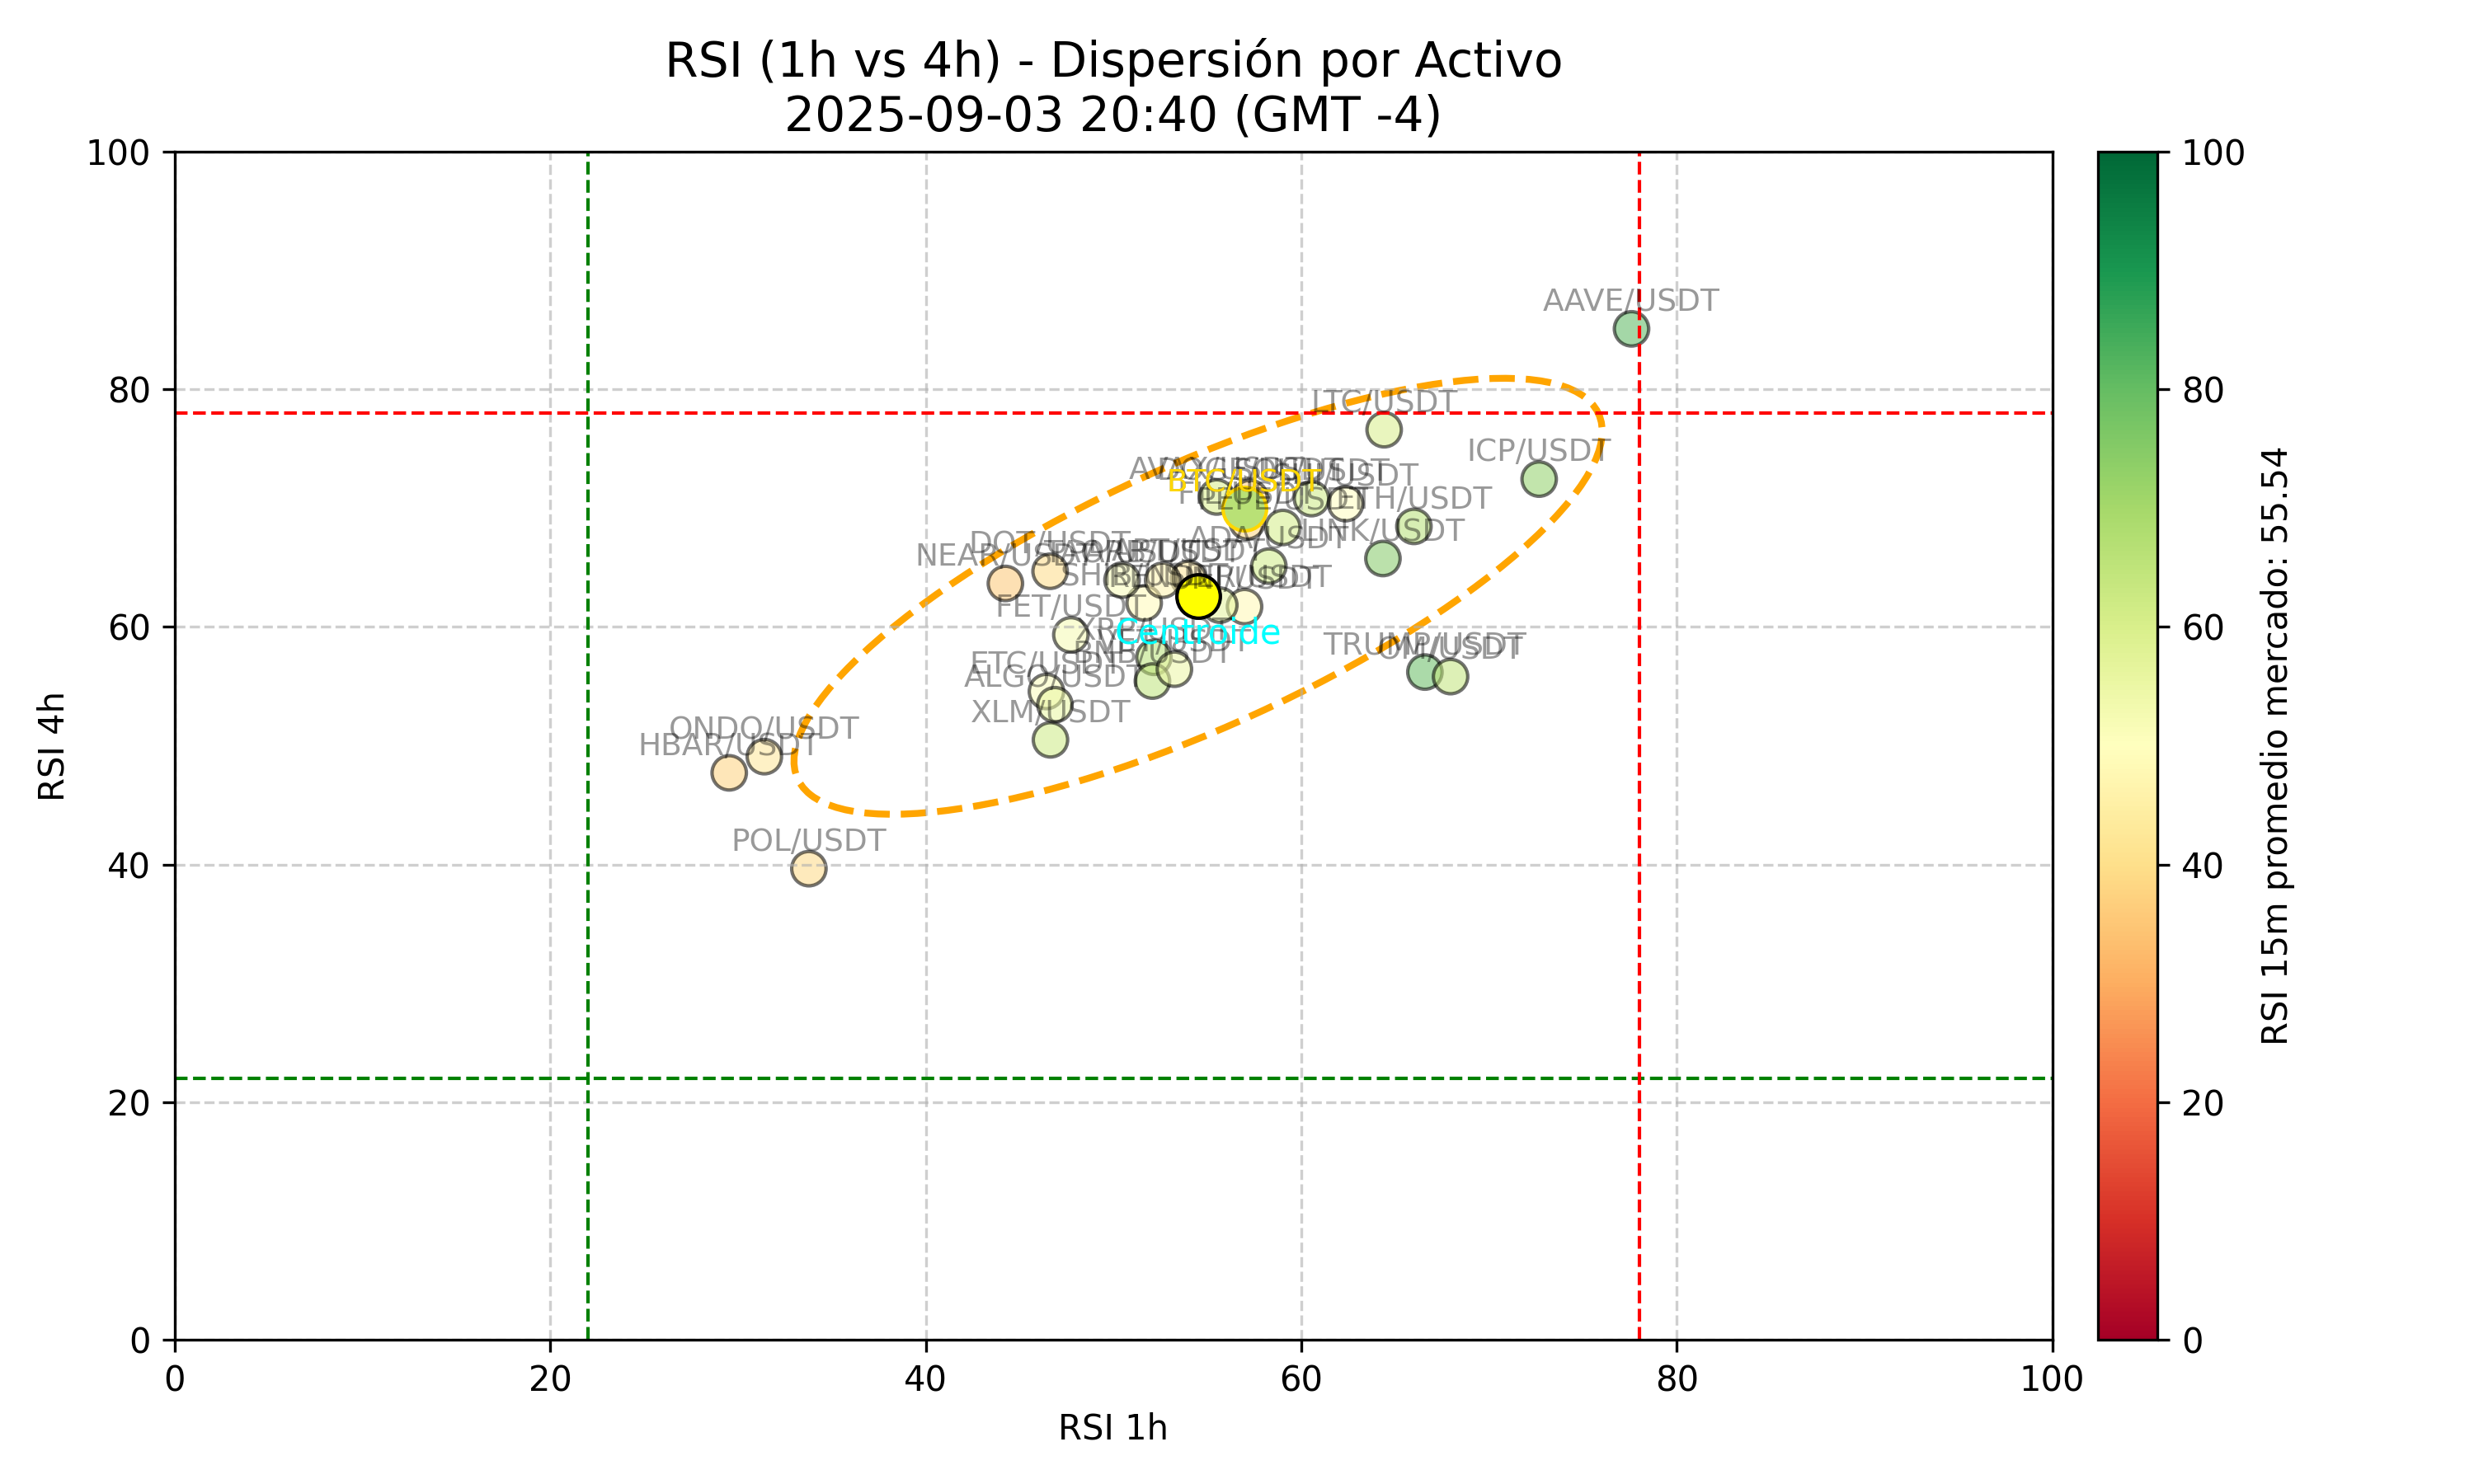 RSI (1h vs 4h) - Dispersión por Activo
2025-09-03 20:40 (GMT -4)
100
80
60
40
20
0
RSI 4h
0
20
40
60
80
100
RSI 1h
AAVE/USDT
LTC/USDT
ICP/USDT
BTC/USDT
ETH/USDT
LINK/USDT
ADA/USDT
DOT/USDT
NEAR/USDT
FET/USDT
Centroide
TRUMP/USDT
ETC/USDT
ALGO/USDT
XLM/USDT
ONDO/USDT
HBAR/USDT
POL/USDT
100
80
60
40
20
0
RSI 15m promedio mercado: 55.54